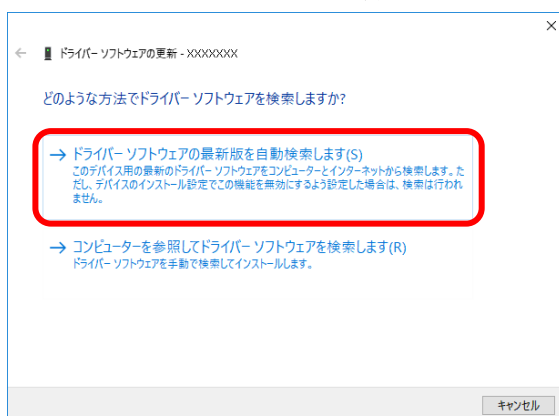 ドライバー ソフトウェアの更新 - XXXXXXX
どのような方法でドライバー ソフトウェアを検索しますか?
→ ドライバー ソフトウェアの最新版を自動検索します(S)
このデバイス用の最新のドライバー ソフトウェアをコンピューターとインターネットから検索します。た
だし、デバイスのインストール設定でこの機能を無効にするよう設定した場合は、検索は行われ
ません。
→ コンピューターを参照してドライバー ソフトウェアを検索します(R)
ドライバー ソフトウェアを手動で検索してインストールします。
キャンセル